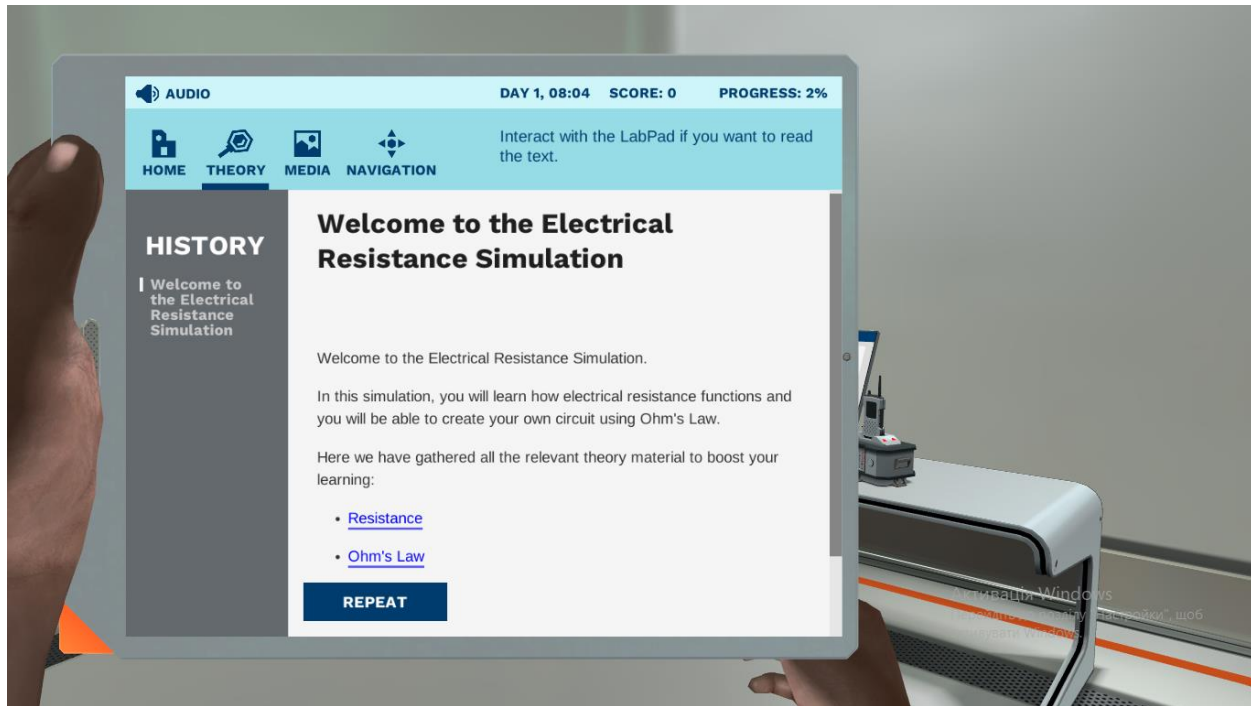 AUDIO
DAY 1, 08:04 SCORE: 0 PROGRESS: 2%
HOME THEORY MEDIA NAVIGATION
Interact with the LabPad if you want to read
the text.
HISTORY
Welcome to
the Electrical
Resistance
Simulation
Welcome to the Electrical
Resistance Simulation
Welcome to the Electrical Resistance Simulation.
In this simulation, you will learn how electrical resistance functions and
you will be able to create your own circuit using Ohm's Law.
Here we have gathered all the relevant theory material to boost your
learning:
• Resistance
• Ohm's Law
REPEAT
Активація Windows
"Настройки", щоб
Windows.